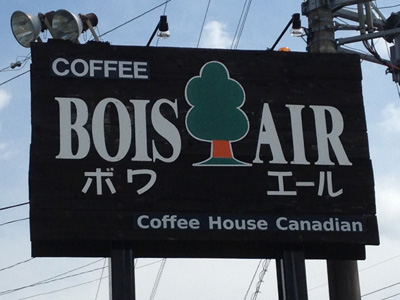 COFFEE
BOIS AIR
ボワ エール
Coffee House Canadian